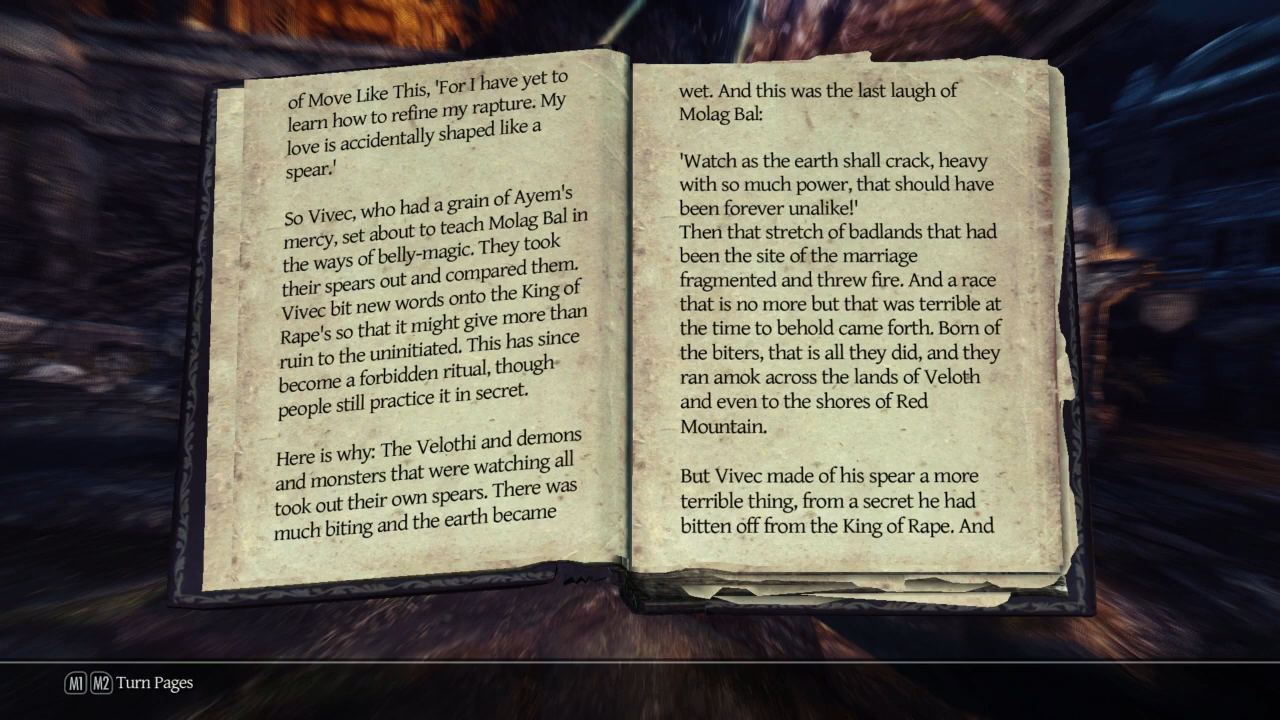 of Move Like This, 'For I have yet to
learn how to refine my rapture. My
love is accidentally shaped like a
spear.'
So Vivec, who had a grain of Ayem's
mercy, set about to teach Molag Bal in
the ways of belly-magic. They took
their spears out and compared them.
Vivec bit new words onto the King of
Rape's so that it might give more than
ruin to the uninitiated. This has since
become a forbidden ritual, though
people still practice it in secret.
Here is why: The Velothi and demons
and monsters that were watching all
took out their own spears. There was
much biting and the earth became
wet. And this was the last laugh of
Molag Bal:
'Watch as the earth shall crack, heavy
with so much power, that should have
been forever unalike!'
Then that stretch of badlands that had
been the site of the marriage
fragmented and threw fire. And a race
that is no more but that was terrible at
the time to behold came forth. Born of
the biters, that is all they did, and they
ran amok across the lands of Veloth
and even to the shores of Red
Mountain.
But Vivec made of his spear a more
terrible thing, from a secret he had
bitten off from the King of Rape. And
M1 M2 Turn Pages